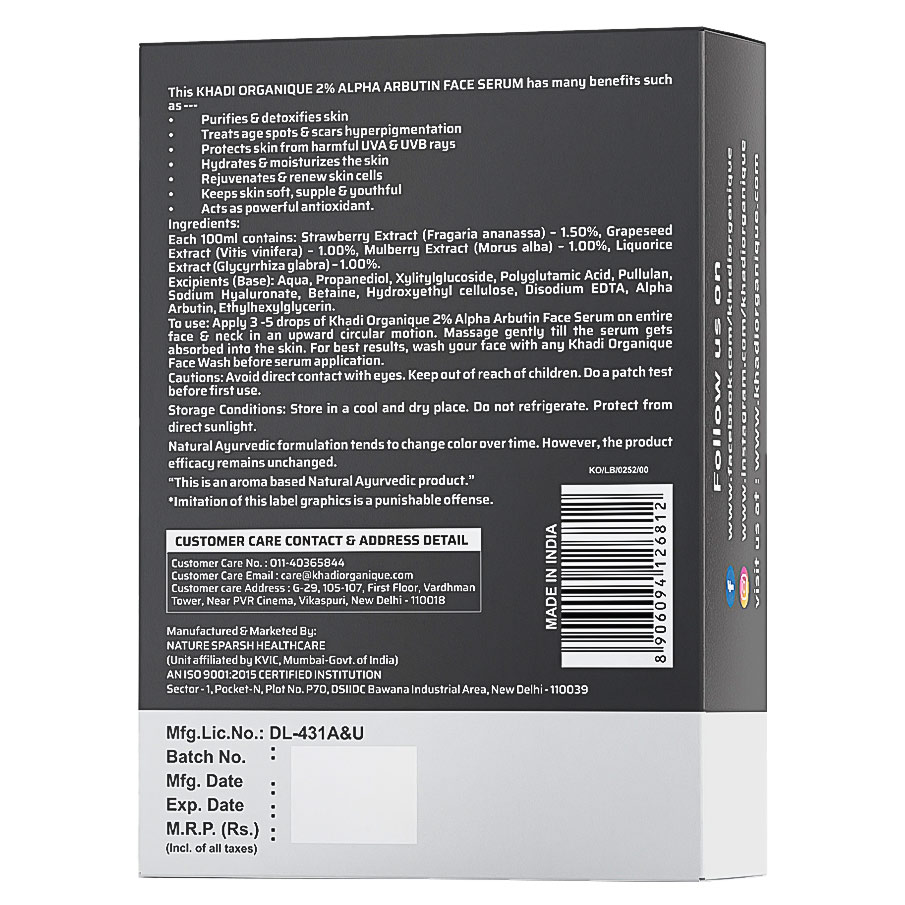 This KHADI ORGANIQUE 2% ALPHA ARBUTIN FACE SERUM has many benefits such
as ---
• Purifies & detoxifies skin
• Treats age spots & scars hyperpigmentation
• Protects skin from harmful UVA & UVB rays
• Hydrates & moisturizes the skin
• Rejuvenates & renew skin cells
• Keeps skin soft, supple & youthful
• Acts as powerful antioxidant.
Ingredients:
Each 100ml contains: Strawberry Extract (Fragaria ananassa) - 1.50%, Grapeseed
Extract (Vitis vinifera) - 1.00%, Mulberry Extract (Morus alba) - 1.00%, Liquorice
Extract (Glycyrrhiza glabra) - 1.00%.
Excipients (Base): Aqua, Propanediol, Xylitylglucoside, Polyglutamic Acid, Pullulan,
Sodium Hyaluronate, Betaine, Hydroxyethyl cellulose, Disodium EDTA, Alpha
Arbutin, Ethylhexylglycerin.
To use: Apply 3 -5 drops of Khadi Organique 2% Alpha Arbutin Face Serum on entire
face & neck in an upward circular motion. Massage gently till the serum gets
absorbed into the skin. For best results, wash your face with any Khadi Organique
Face Wash before serum application.
Cautions: Avoid direct contact with eyes. Keep out of reach of children. Do a patch test
before first use.
Storage Conditions: Store in a cool and dry place. Do not refrigerate. Protect from
direct sunlight.
Natural Ayurvedic formulation tends to change color over time. However, the product
efficacy remains unchanged.
"This is an aroma based Natural Ayurvedic product."
*Imitation of this label graphics is a punishable offense.
KO/LB/0252/00
MADE IN INDIA
8 906094 126812
CUSTOMER CARE CONTACT & ADDRESS DETAIL
Customer Care No. : 011-40365844
Customer Care Email : care@khadiorganique.com
Customer care Address : G-29, 105-107, First Floor, Vardhman
Tower, Near PVR Cinema, Vikaspuri, New Delhi - 110018
Manufactured & Marketed By:
NATURE SPARSH HEALTHCARE
(Unit affiliated by KVIC, Mumbai-Govt. of India)
AN ISO 9001:2015 CERTIFIED INSTITUTION
Sector - 1, Pocket-N, Plot No. P70, DSIIDC Bawana Industrial Area, New Delhi - 110039
Mfg.Lic.No.: DL-431A&U
Batch No. :
Mfg. Date :
Exp. Date :
M.R.P. (Rs.) :
(Incl. of all taxes)
Follow us on
www.facebook.com/khadiorganique
www.instagram.com/khadiorganique
visit us at : www.khadiorganique.com